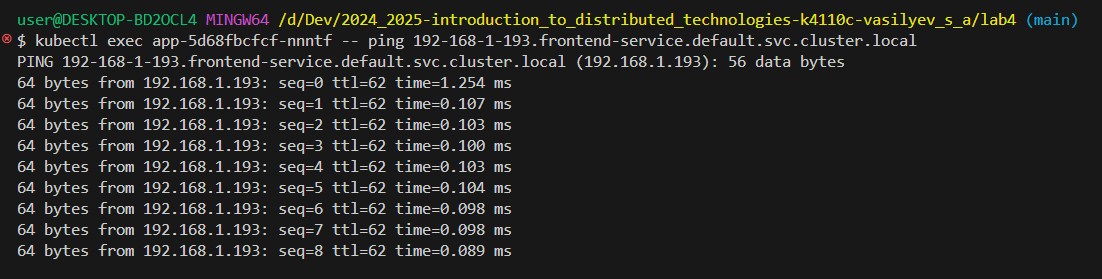 user@DESKTOP-BD2OCL4 MINGW64 /d/Dev/2024_2025-introduction_to_distributed_technologies-k4110c-vasilyev_s_a/lab4 (main)
$ kubectl exec app-5d68fbcfcf-nnntf -- ping 192-168-1-193.frontend-service.default.svc.cluster.local
PING 192-168-1-193.frontend-service.default.svc.cluster.local (192.168.1.193): 56 data bytes
64 bytes from 192.168.1.193: seq=0 ttl=62 time=1.254 ms
64 bytes from 192.168.1.193: seq=1 ttl=62 time=0.107 ms
64 bytes from 192.168.1.193: seq=2 ttl=62 time=0.103 ms
64 bytes from 192.168.1.193: seq=3 ttl=62 time=0.100 ms
64 bytes from 192.168.1.193: seq=4 ttl=62 time=0.103 ms
64 bytes from 192.168.1.193: seq=5 ttl=62 time=0.104 ms
64 bytes from 192.168.1.193: seq=6 ttl=62 time=0.098 ms
64 bytes from 192.168.1.193: seq=7 ttl=62 time=0.098 ms
64 bytes from 192.168.1.193: seq=8 ttl=62 time=0.089 ms